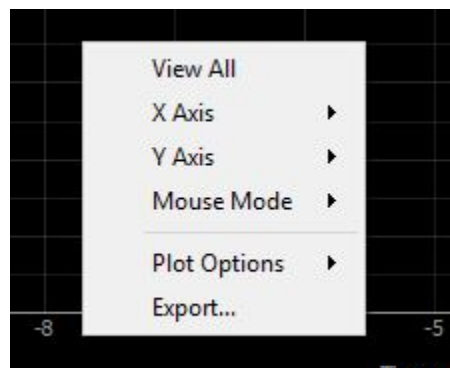 View All
X Axis
Y Axis
Mouse Mode
Plot Options
Export...
-8
-5